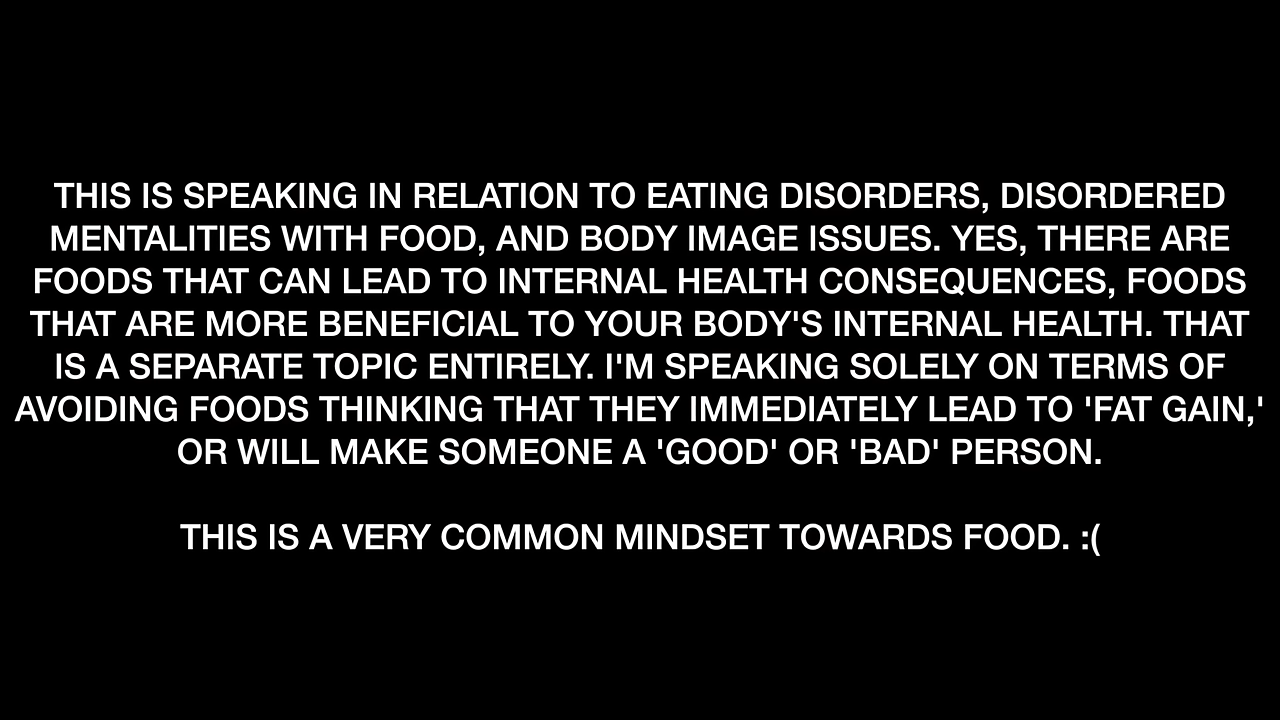 THIS IS SPEAKING IN RELATION TO EATING DISORDERS, DISORDERED
MENTALITIES WITH FOOD, AND BODY IMAGE ISSUES. YES, THERE ARE
FOODS THAT CAN LEAD TO INTERNAL HEALTH CONSEQUENCES, FOODS
THAT ARE MORE BENEFICIAL TO YOUR BODY'S INTERNAL HEALTH. THAT
IS A SEPARATE TOPIC ENTIRELY. I'M SPEAKING SOLELY ON TERMS OF
AVOIDING FOODS THINKING THAT THEY IMMEDIATELY LEAD TO 'FAT GAIN,'
OR WILL MAKE SOMEONE A 'GOOD' OR 'BAD' PERSON.
THIS IS A VERY COMMON MINDSET TOWARDS FOOD. :(